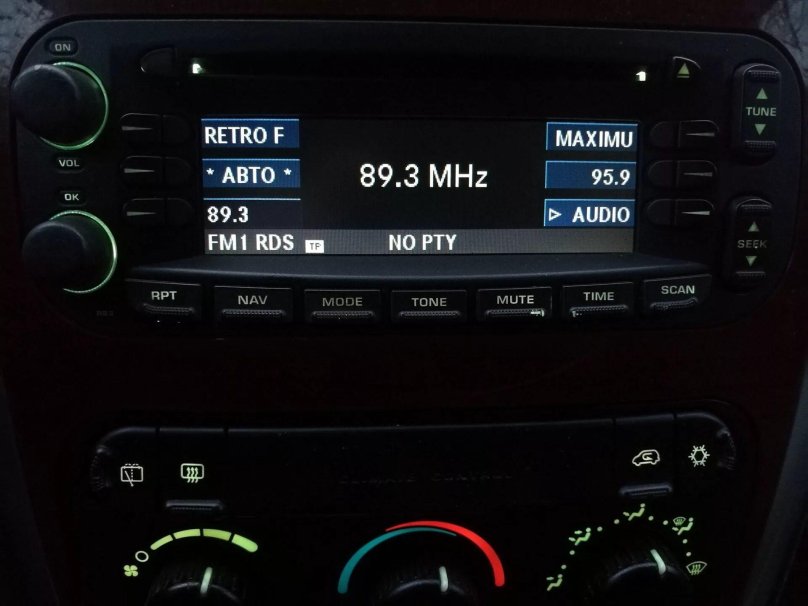 ON
RETRO F
MAXIMU
TUNE
VOL
* ABTO *
89.3 MHz
95.9
OK
89.3
AUDIO
SEEK
FM1 RDS TP NO PTY
RPT NAV MODE TONE MUTE TIME SCAN